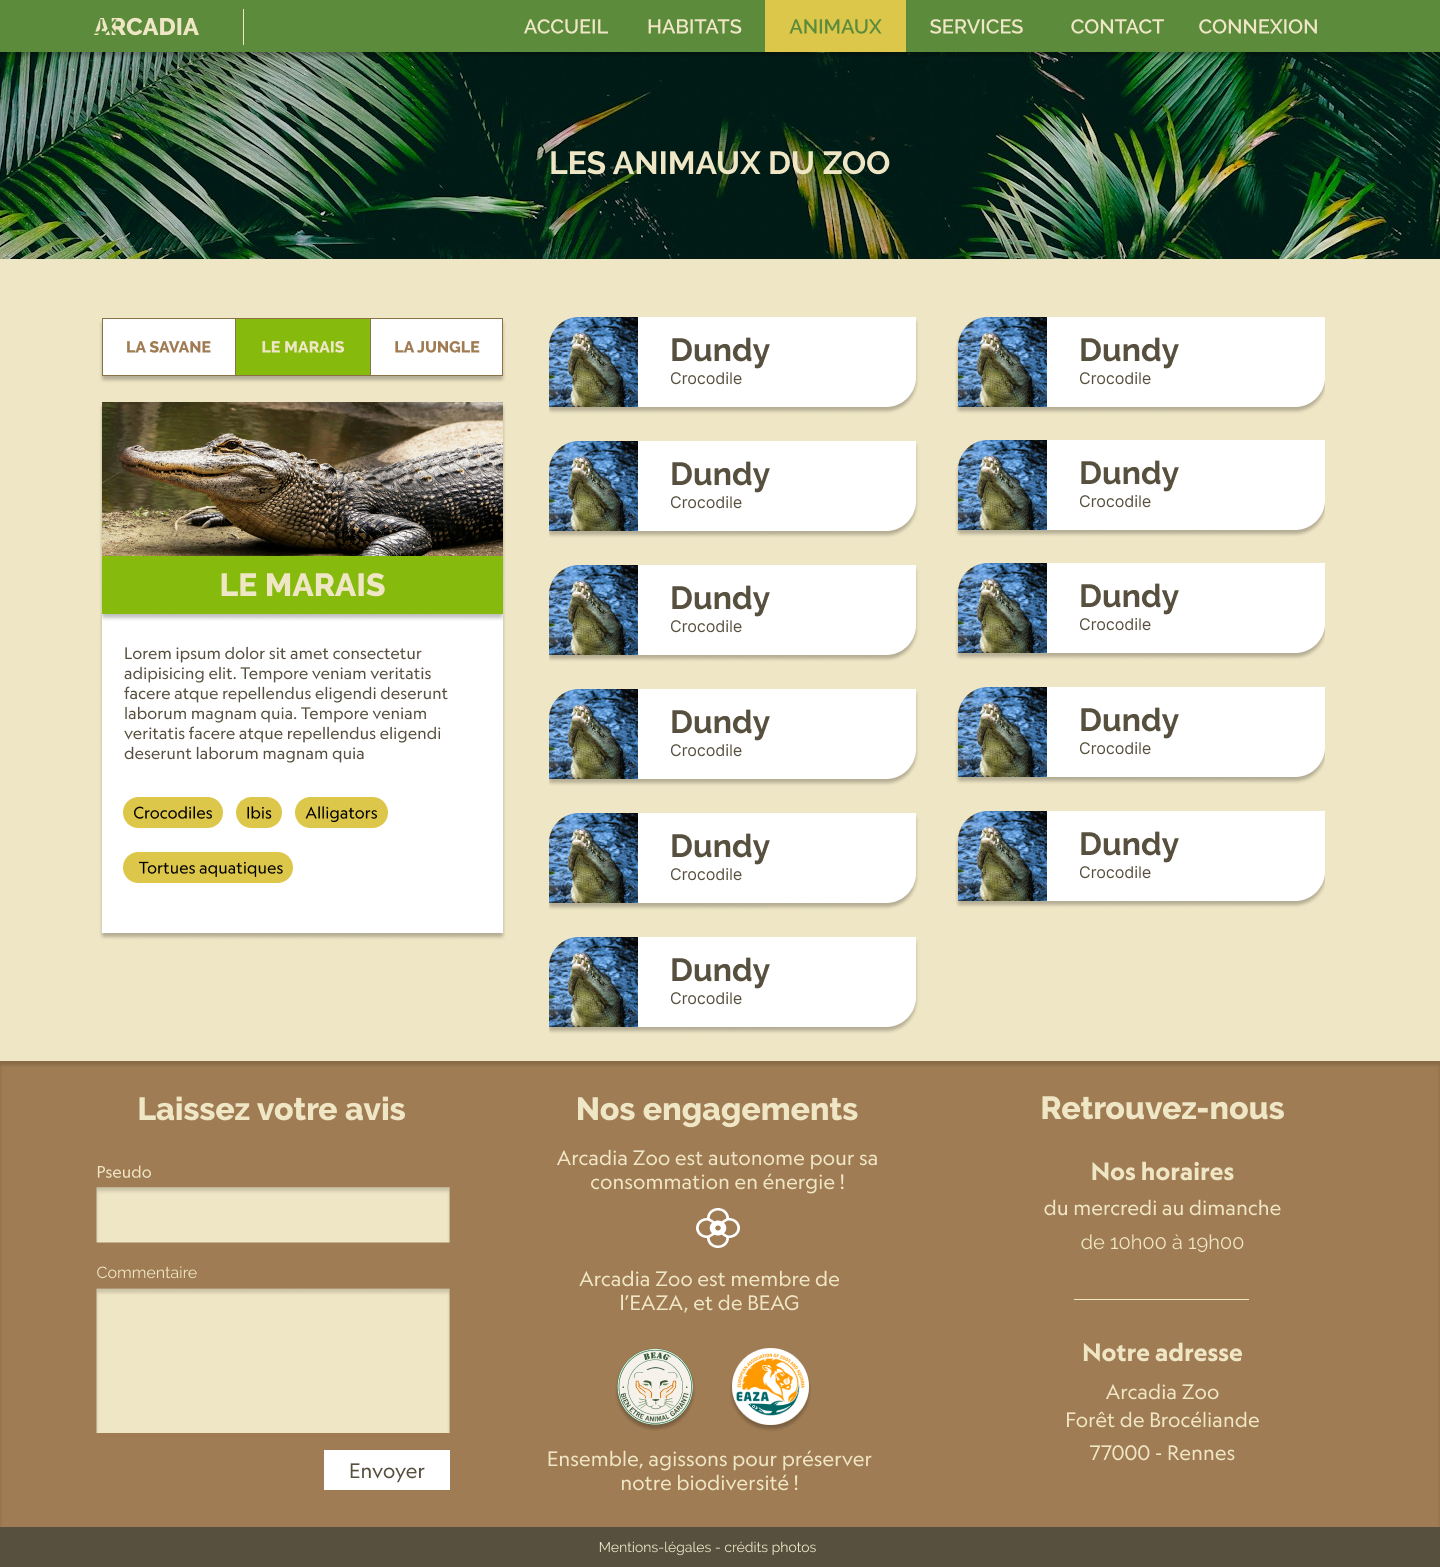 ARCADIA
ACCUEIL HABITATS ANIMAUX SERVICES CONTACT CONNEXION
LES ANIMAUX DU ZOO
LA SAVANE LE MARAIS LA JUNGLE
LE MARAIS
Lorem ipsum dolor sit amet consectetur
adipisicing elit. Tempore veniam veritatis
facere atque repellendus eligendi deserunt
laborum magnam quia. Tempore veniam
veritatis facere atque repellendus eligendi
deserunt laborum magnam quia
Crocodiles Ibis Alligators
Tortues aquatiques
Dundy
Crocodile
Dundy
Crocodile
Dundy
Crocodile
Dundy
Crocodile
Dundy
Crocodile
Dundy
Crocodile
Dundy
Crocodile
Dundy
Crocodile
Dundy
Crocodile
Dundy
Crocodile
Dundy
Crocodile
Laissez votre avis
Pseudo
Commentaire
Envoyer
Nos engagements
Arcadia Zoo est autonome pour sa
consommation en énergie !
Arcadia Zoo est membre de
l'EAZA, et de BEAG
BEAG
BIEN ETRE ANIMAL GARANTI
EUROPEAN ASSOCIATION OF ZOOS AND AQUARIA
EAZA
Ensemble, agissons pour préserver
notre biodiversité !
Retrouvez-nous
Nos horaires
du mercredi au dimanche
de 10h00 à 19h00
Notre adresse
Arcadia Zoo
Forêt de Brocéliande
77000 - Rennes
Mentions-légales - crédits photos